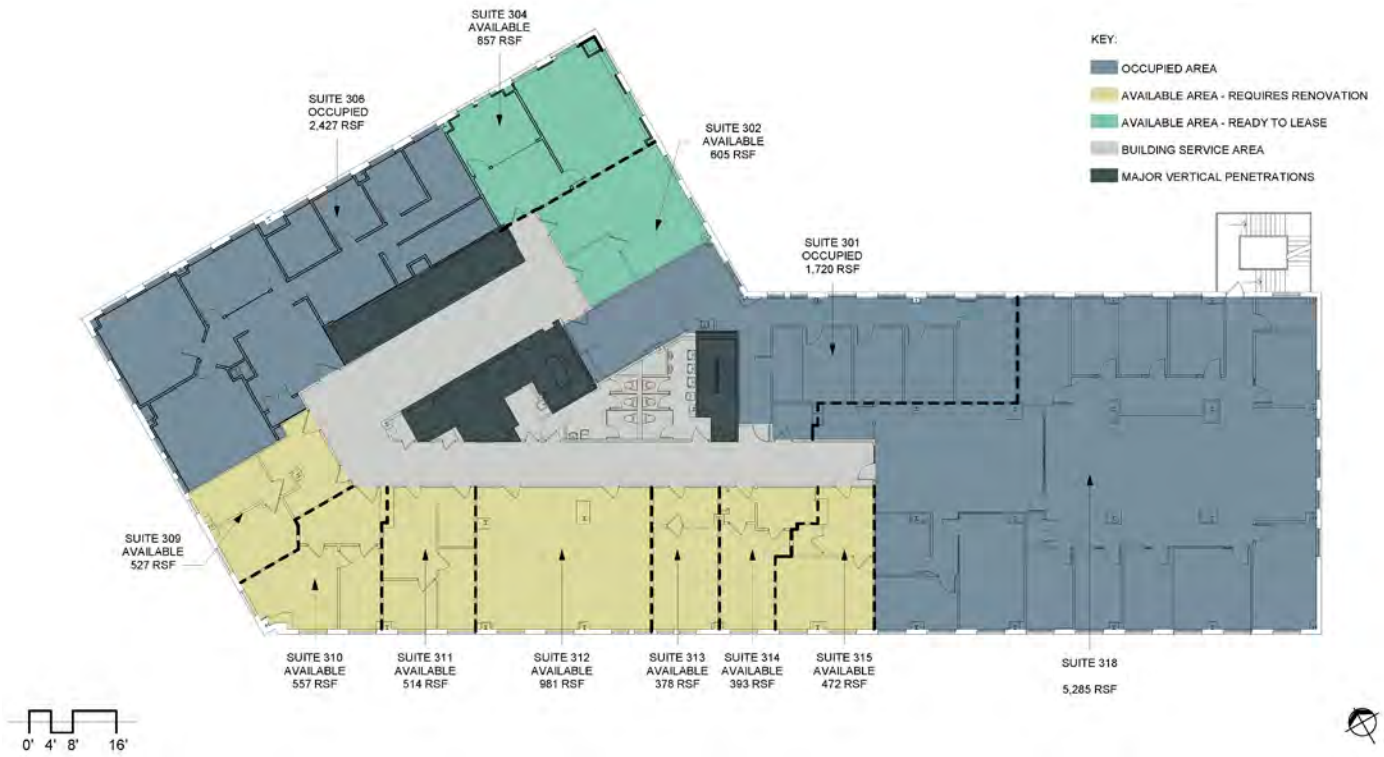 SUITE 304
AVAILABLE
857 RSF
KEY:
OCCUPIED AREA
AVAILABLE AREA - REQUIRES RENOVATION
AVAILABLE AREA - READY TO LEASE
BUILDING SERVICE AREA
MAJOR VERTICAL PENETRATIONS
SUITE 306
OCCUPIED
2,427 RSF
SUITE 302
AVAILABLE
605 RSF
SUITE 301
OCCUPIED
1,720 RSF
SUITE 309
AVAILABLE
527 RSF
SUITE 310
AVAILABLE
557 RSF
SUITE 311
AVAILABLE
514 RSF
SUITE 312
AVAILABLE
981 RSF
SUITE 313
AVAILABLE
378 RSF
SUITE 314
AVAILABLE
393 RSF
SUITE 315
AVAILABLE
472 RSF
SUITE 318
5,285 RSF
0' 4' 8' 16'